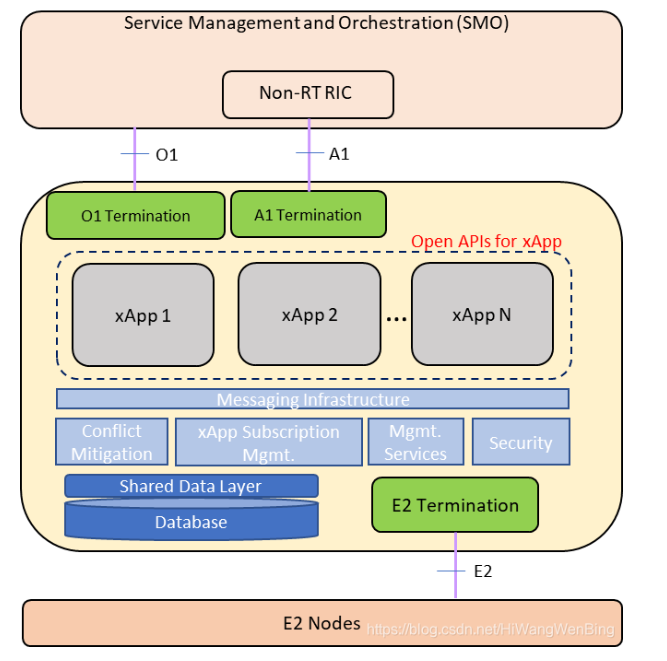 Service Management and Orchestration (SMO)
Non-RT RIC
O1
A1
O1 Termination
A1 Termination
Open APIs for xApp
xApp 1
xApp 2
...
xApp N
Messaging Infrastructure
Conflict
Mitigation
xApp Subscription
Mgmt.
Mgmt.
Services
Security
Shared Data Layer
Database
E2 Termination
E2
E2 Nodes
https://blog.csdn.net/HiWangWenBing